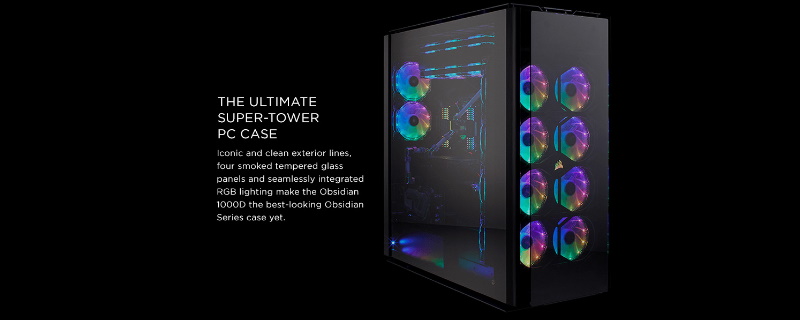 THE ULTIMATE
SUPER-TOWER
PC CASE
Iconic and clean exterior lines,
four smoked tempered glass
panels and seamlessly integrated
RGB lighting make the Obsidian
1000D the best-looking Obsidian
Series case yet.